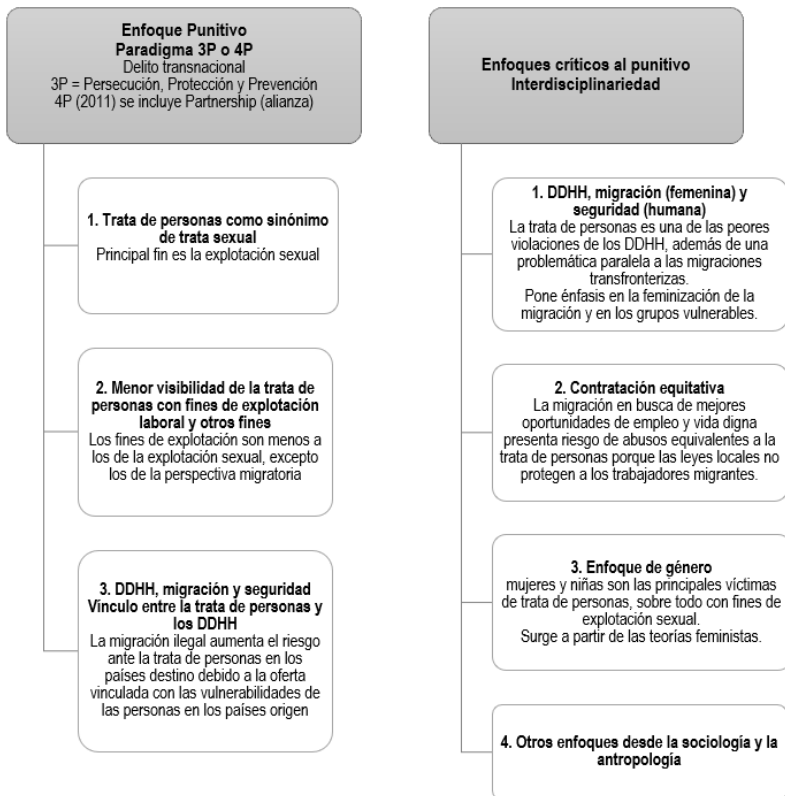 Enfoque Punitivo
Paradigma 3P o 4P
Delito transnacional
3P = Persecución, Protección y Prevención
4P (2011) se incluye Partnership (alianza)
1. Trata de personas como sinónimo
de trata sexual
Principal fin es la explotación sexual
2. Menor visibilidad de la trata de
personas con fines de explotación
laboral y otros fines
Los fines de explotación son menos a
los de la explotación sexual, excepto
los de la perspectiva migratoria
3. DDHH, migración y seguridad
Vinculo entre la trata de personas y
los DDHH
La migración ilegal aumenta el riesgo
ante la trata de personas en los
países destino debido a la oferta
vinculada con las vulnerabilidades de
las personas en los países origen
Enfoques críticos al punitivo
Interdisciplinariedad
1. DDHH, migración (femenina) y
seguridad (humana)
La trata de personas es una de las peores
violaciones de los DDHH, además de una
problemática paralela a las migraciones
transfronterizas.
Pone énfasis en la feminización de la
migración y en los grupos vulnerables.
2. Contratación equitativa
La migración en busca de mejores
oportunidades de empleo y vida digna
presenta riesgo de abusos equivalentes a la
trata de personas porque las leyes locales no
protegen a los trabajadores migrantes.
3. Enfoque de género
mujeres y niñas son las principales víctimas
de trata de personas, sobre todo con fines de
explotación sexual.
Surge a partir de las teorías feministas.
4. Otros enfoques desde la sociología y la
antropología